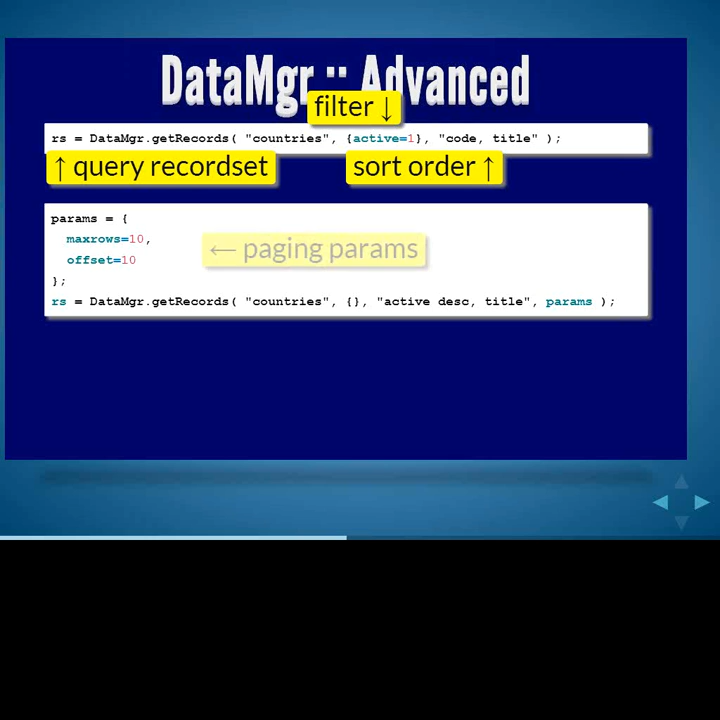 DataMgr :: Advanced
filter ↓
rs = DataMgr.getRecords( "countries", {active=1}, "code, title" );
↑ query recordset
sort order ↑
params = {
maxrows=10,
← paging params
offset=10
};
rs = DataMgr.getRecords( "countries", {}, "active desc, title", params );